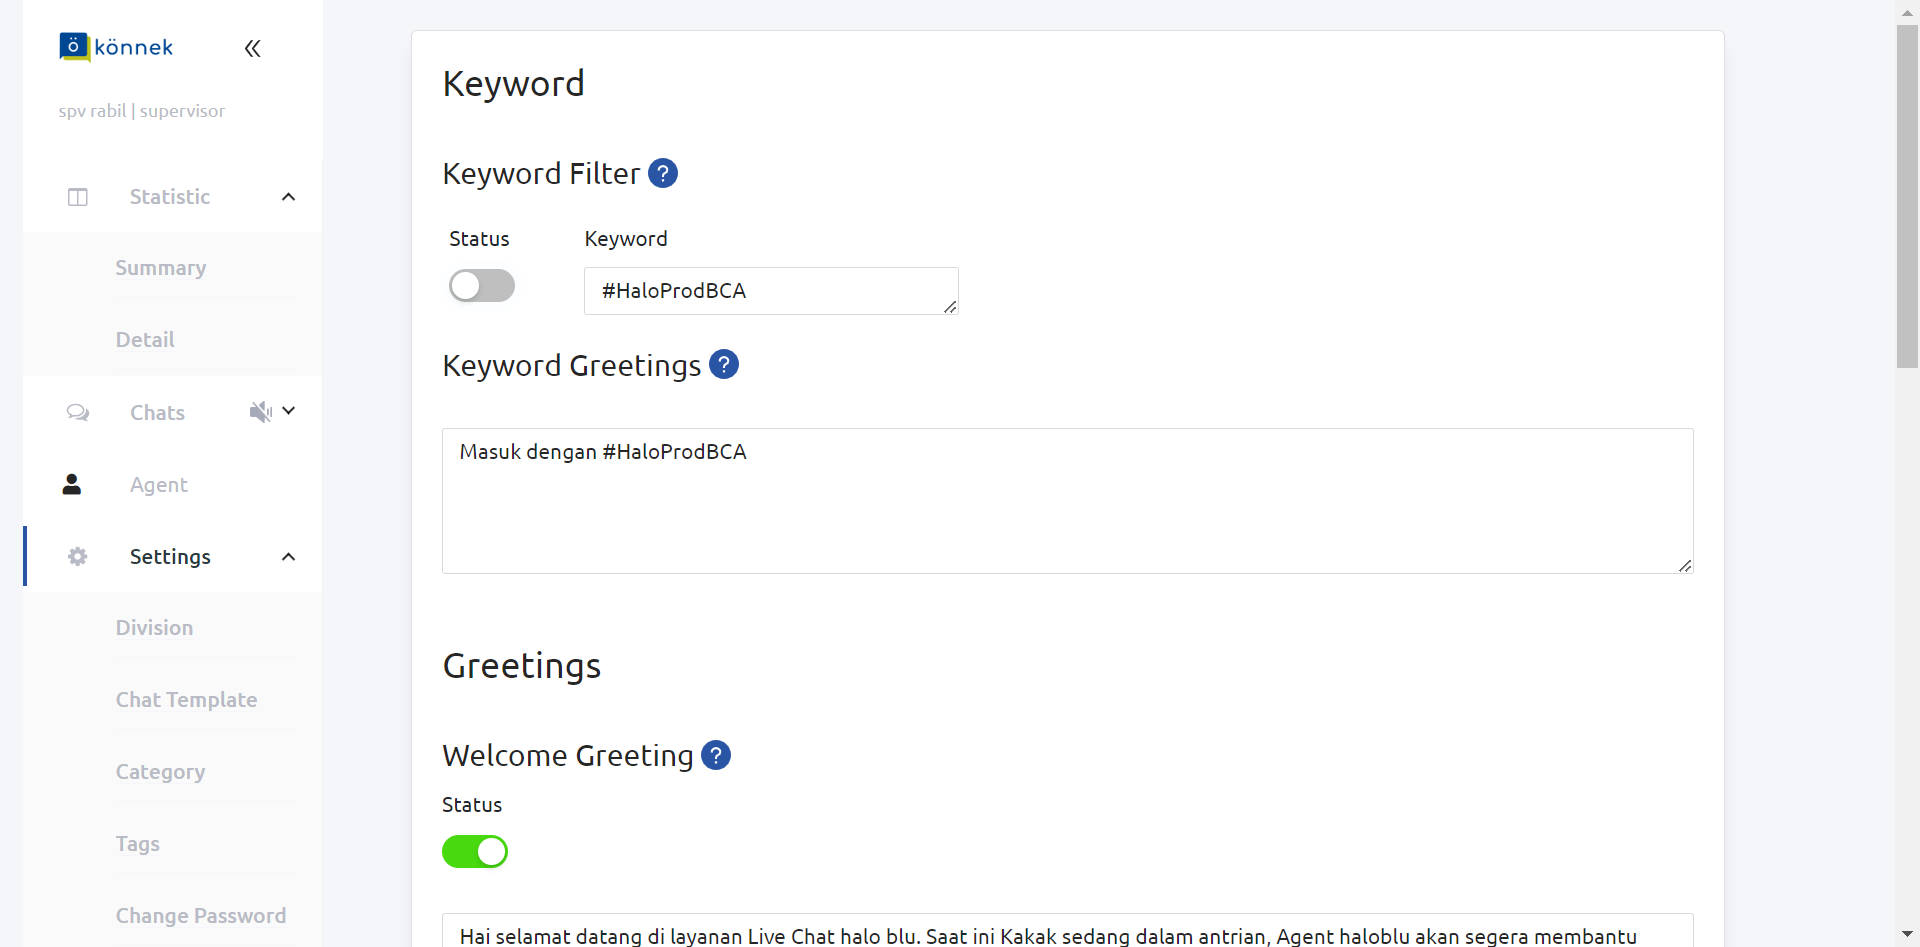 ö könnek
spv rabil | supervisor
Statistic
Summary
Detail
Chats
Agent
Settings
Division
Chat Template
Category
Tags
Change Password
Keyword
Keyword Filter ?
Status Keyword
#HaloProdBCA
Keyword Greetings ?
Masuk dengan #HaloProdBCA
Greetings
Welcome Greeting ?
Status
Hai selamat datang di layanan Live Chat halo blu. Saat ini Kakak sedang dalam antrian, Agent haloblu akan segera membantu